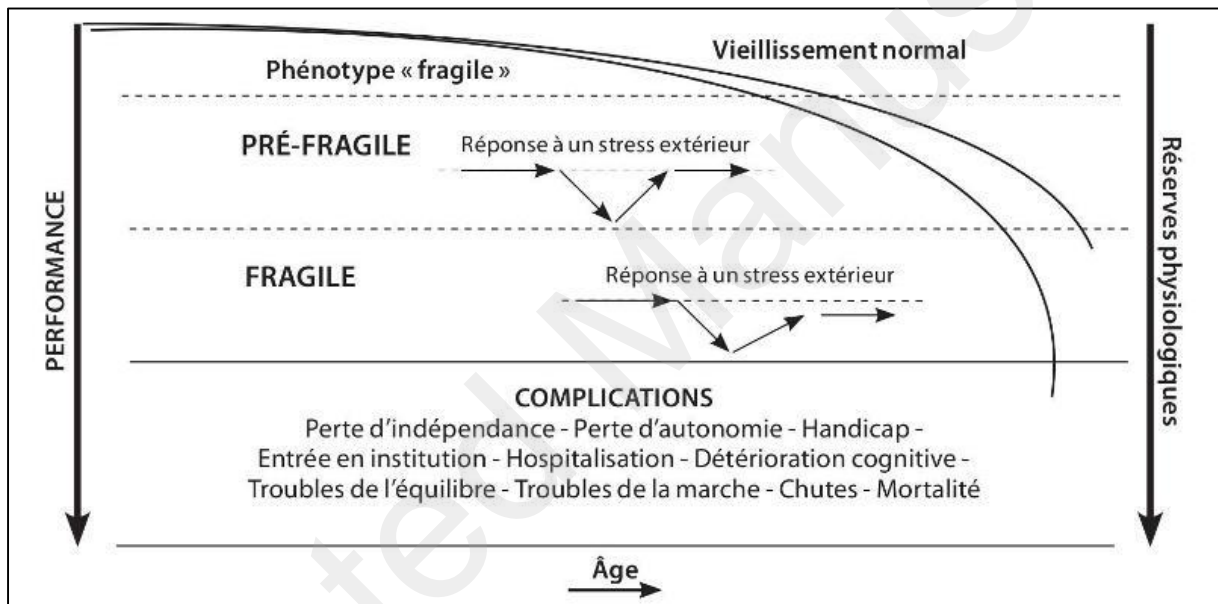 Vieillissement normal
Phénotype « fragile »
PRÉ-FRAGILE
Réponse à un stress extérieur
FRAGILE
Réponse à un stress extérieur
PERFORMANCE
Réserves physiologiques
COMPLICATIONS
Perte d'indépendance - Perte d'autonomie - Handicap -
Entrée en institution - Hospitalisation - Détérioration cognitive -
Troubles de l'équilibre - Troubles de la marche - Chutes - Mortalité
Âge
ted Manus